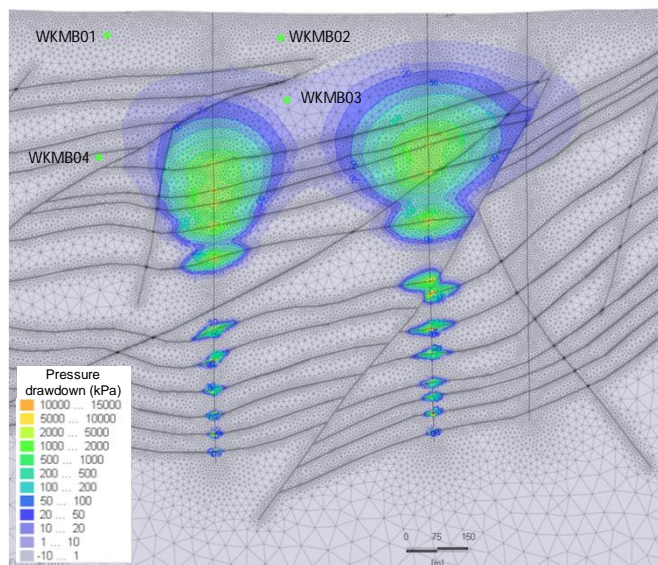 WKMB01
WKMB02
WKMB03
WKMB04
Pressure
drawdown (kPa)
10000 ... 15000
5000 ... 10000
2000 ... 5000
1000 ... 2000
500 ... 1000
200 ... 500
100 ... 200
50 ... 100
20 ... 50
10 ... 20
1 ... 10
-10 ... 1
0 75 150
[m]